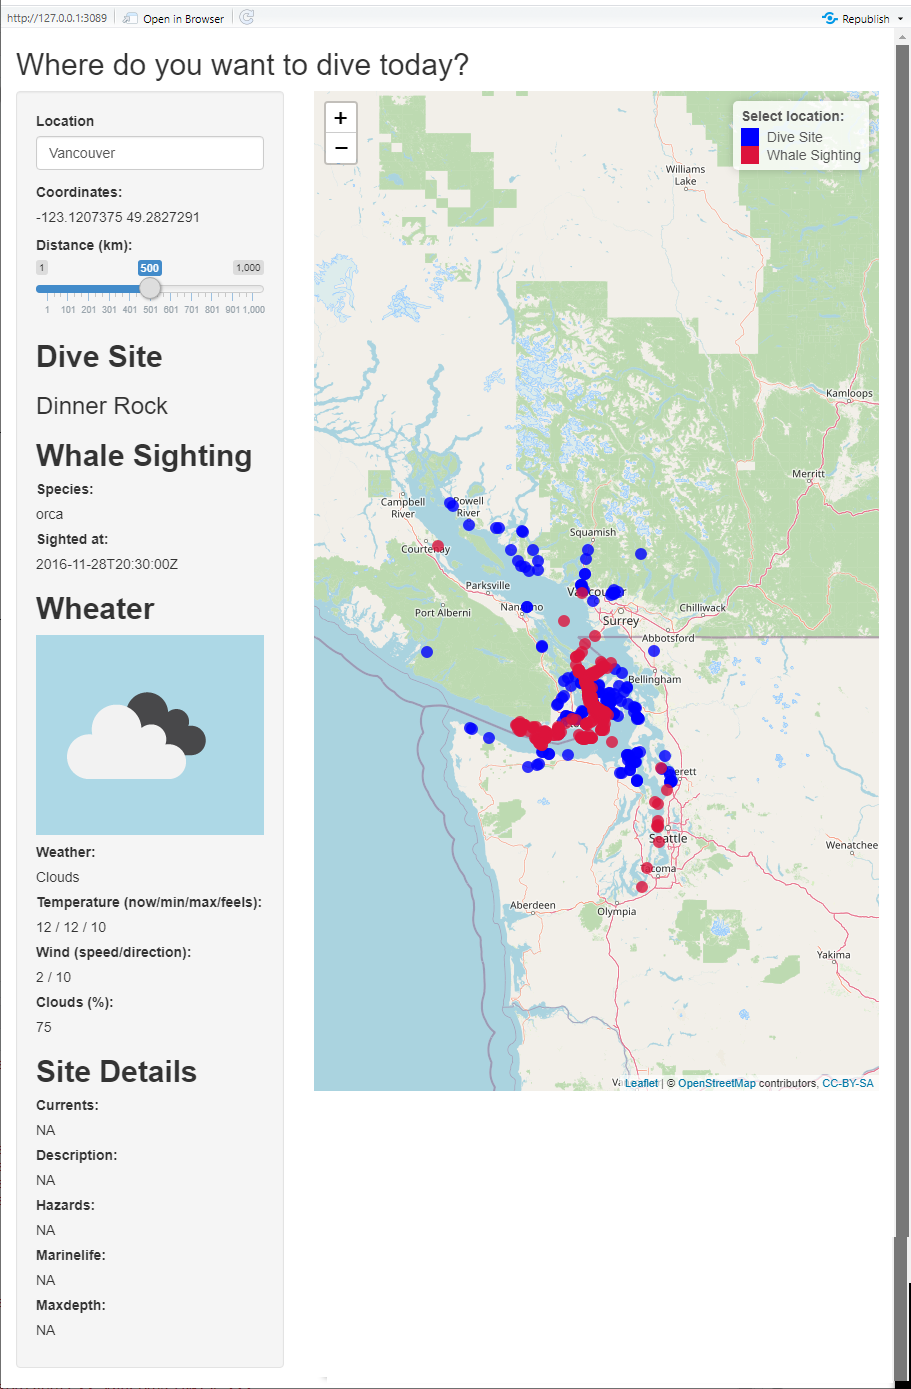 http://127.0.0.1:3089
Open in Browser
Republish
Where do you want to dive today?
Location
Vancouver
Coordinates:
-123.1207375 49.2827291
Distance (km):
1
500
1,000
1 101 201 301 401 501 601 701 801 901 1,000
Dive Site
Dinner Rock
Whale Sighting
Species:
orca
Sighted at:
2016-11-28T20:30:00Z
Wheater
Weather:
Clouds
Temperature (now/min/max/feels):
12 / 12 / 10
Wind (speed/direction):
2 / 10
Clouds (%):
75
Site Details
Currents:
NA
Description:
NA
Hazards:
NA
Marinelife:
NA
Maxdepth:
NA
+
−
Select location:
Dive Site
Whale Sighting
Williams
Lake
Kamloops
Merritt
Campbell
River
Powell
River
Squamish
Courtenay
Parksville
Port Alberni
Surrey
Chilliwack
Abbotsford
Bellingham
Seattle
Wenatchee
Aberdeen
Olympia
Yakima
Leaflet | © OpenStreetMap contributors, CC-BY-SA